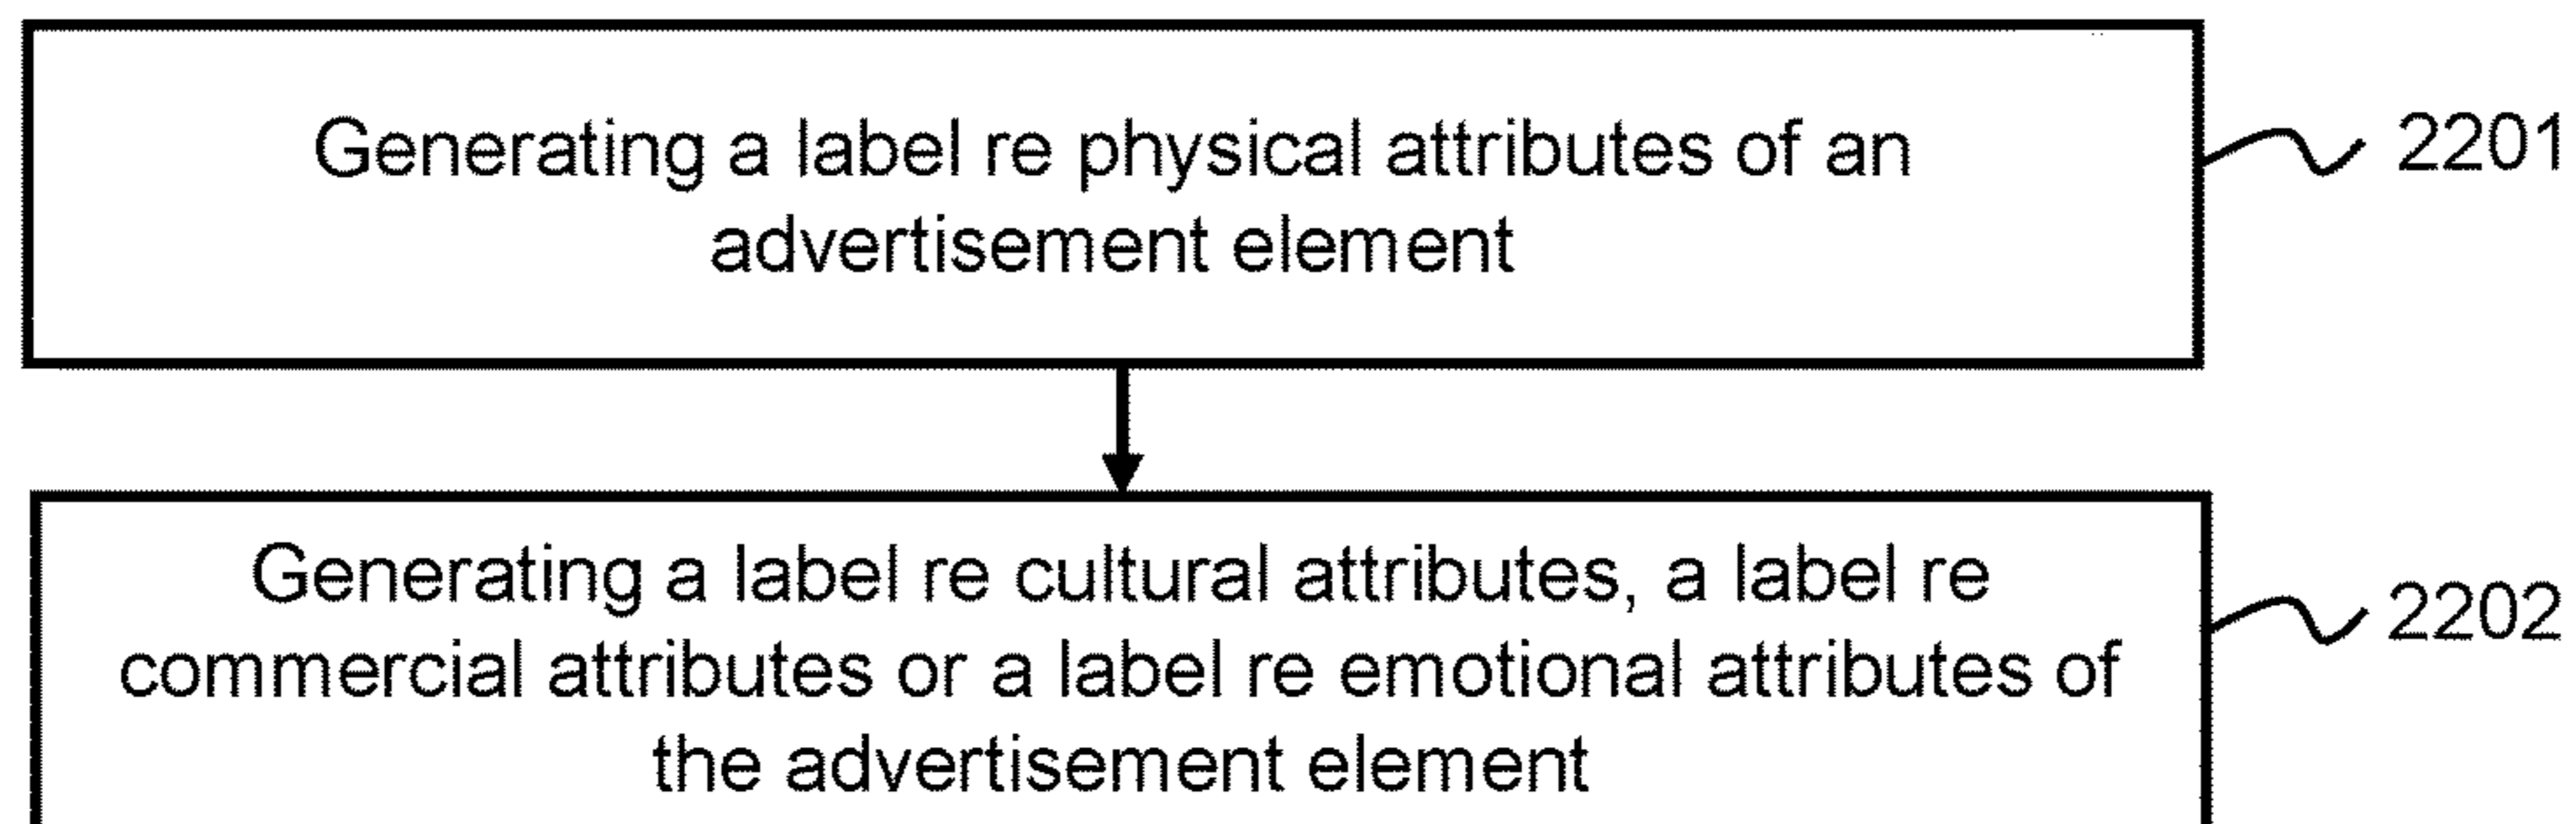 Generating a label re physical attributes of an
advertisement element
2201
Generating a label re cultural attributes, a label re
commercial attributes or a label re emotional attributes of
the advertisement element
2202